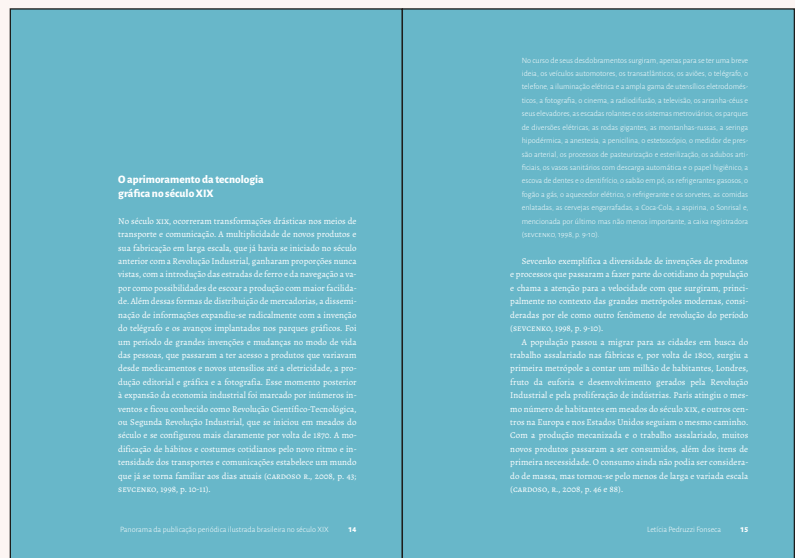 O aprimoramento da tecnologia
gráfica no século XIX
No século XIX, ocorreram transformações drásticas nos meios de
transporte e comunicação. A multiplicidade de novos produtos e
sua fabricação em larga escala, que já havia se iniciado no século
anterior com a Revolução Industrial, ganharam proporções nunca
vistas, com a introdução das estradas de ferro e da navegação a va-
por como possibilidades de escoar a produção com maior facilida-
de. Além dessas formas de distribuição de mercadorias, a dissemi-
nação de informações expandiu-se radicalmente com a invenção
do telégrafo e os avanços implantados nos parques gráficos. Foi
um período de grandes invenções e mudanças no modo de vida
das pessoas, que passaram a ter acesso a produtos que variavam
desde medicamentos e novos utensílios até a eletricidade, a pro-
dução editorial e gráfica e a fotografia. Esse momento posterior
à expansão da economia industrial foi marcado por inúmeros in-
ventos e ficou conhecido como Revolução Científico-Tecnológica,
ou Segunda Revolução Industrial, que se iniciou em meados do
século e se configurou mais claramente por volta de 1870. A mo-
dificação de hábitos e costumes cotidianos pelo novo ritmo e in-
tensidade dos transportes e comunicações estabelece um mundo
que já se torna familiar aos dias atuais (CARDOSO R., 2008, p. 43;
SEVCENKO, 1998, p. 10-11).
Panorama da publicação periódica ilustrada brasileira no século XIX 14
No curso de seus desdobramentos surgiram, apenas para se ter uma breve
ideia, os veículos automotores, os transatlânticos, os aviões, o telégrafo, o
telefone, a iluminação elétrica e a ampla gama de utensílios eletrodomés-
ticos, a fotografia, o cinema, a radiodifusão, a televisão, os arranha-céus e
seus elevadores, as escadas rolantes e os sistemas metroviários, os parques
de diversões elétricas, as rodas gigantes, as montanhas-russas, a seringa
hipodérmica, a anestesia, a penicilina, o estetoscópio, o medidor de pres-
são arterial, os processos de pasteurização e esterilização, os adubos arti-
ficiais, os vasos sanitários com descarga automática e o papel higiênico, a
escova de dentes e o dentifrício, o sabão em pó, os refrigerantes gasosos, o
fogão a gás, o aquecedor elétrico, o refrigerante e os sorvetes, as comidas
enlatadas, as cervejas engarrafadas, a Coca-Cola, a aspirina, o Sonrisal e,
mencionada por último mas não menos importante, a caixa registradora
(SEVCENKO, 1998, p. 9-10).
Sevcenko exemplifica a diversidade de invenções de produtos
e processos que passaram a fazer parte do cotidiano da população
e chama a atenção para a velocidade com que surgiram, princi-
palmente no contexto das grandes metrópoles modernas, consi-
deradas por ele como outro fenômeno de revolução do período
(SEVCENKO, 1998, p. 9-10).
A população passou a migrar para as cidades em busca do
trabalho assalariado nas fábricas e, por volta de 1800, surgiu a
primeira metrópole a contar um milhão de habitantes, Londres,
fruto da euforia e desenvolvimento gerados pela Revolução
Industrial e pela proliferação de indústrias. Paris atingiu o mes-
mo número de habitantes em meados do século XIX, e outros cen-
tros na Europa e nos Estados Unidos seguiam o mesmo caminho.
Com a produção mecanizada e o trabalho assalariado, muitos
novos produtos passaram a ser consumidos, além dos itens de
primeira necessidade. O consumo ainda não podia ser considera-
do de massa, mas tornou-se pelo menos de larga e variada escala
(CARDOSO, R., 2008, p. 46 e 88).
Letícia Pedruzzi Fonseca 15